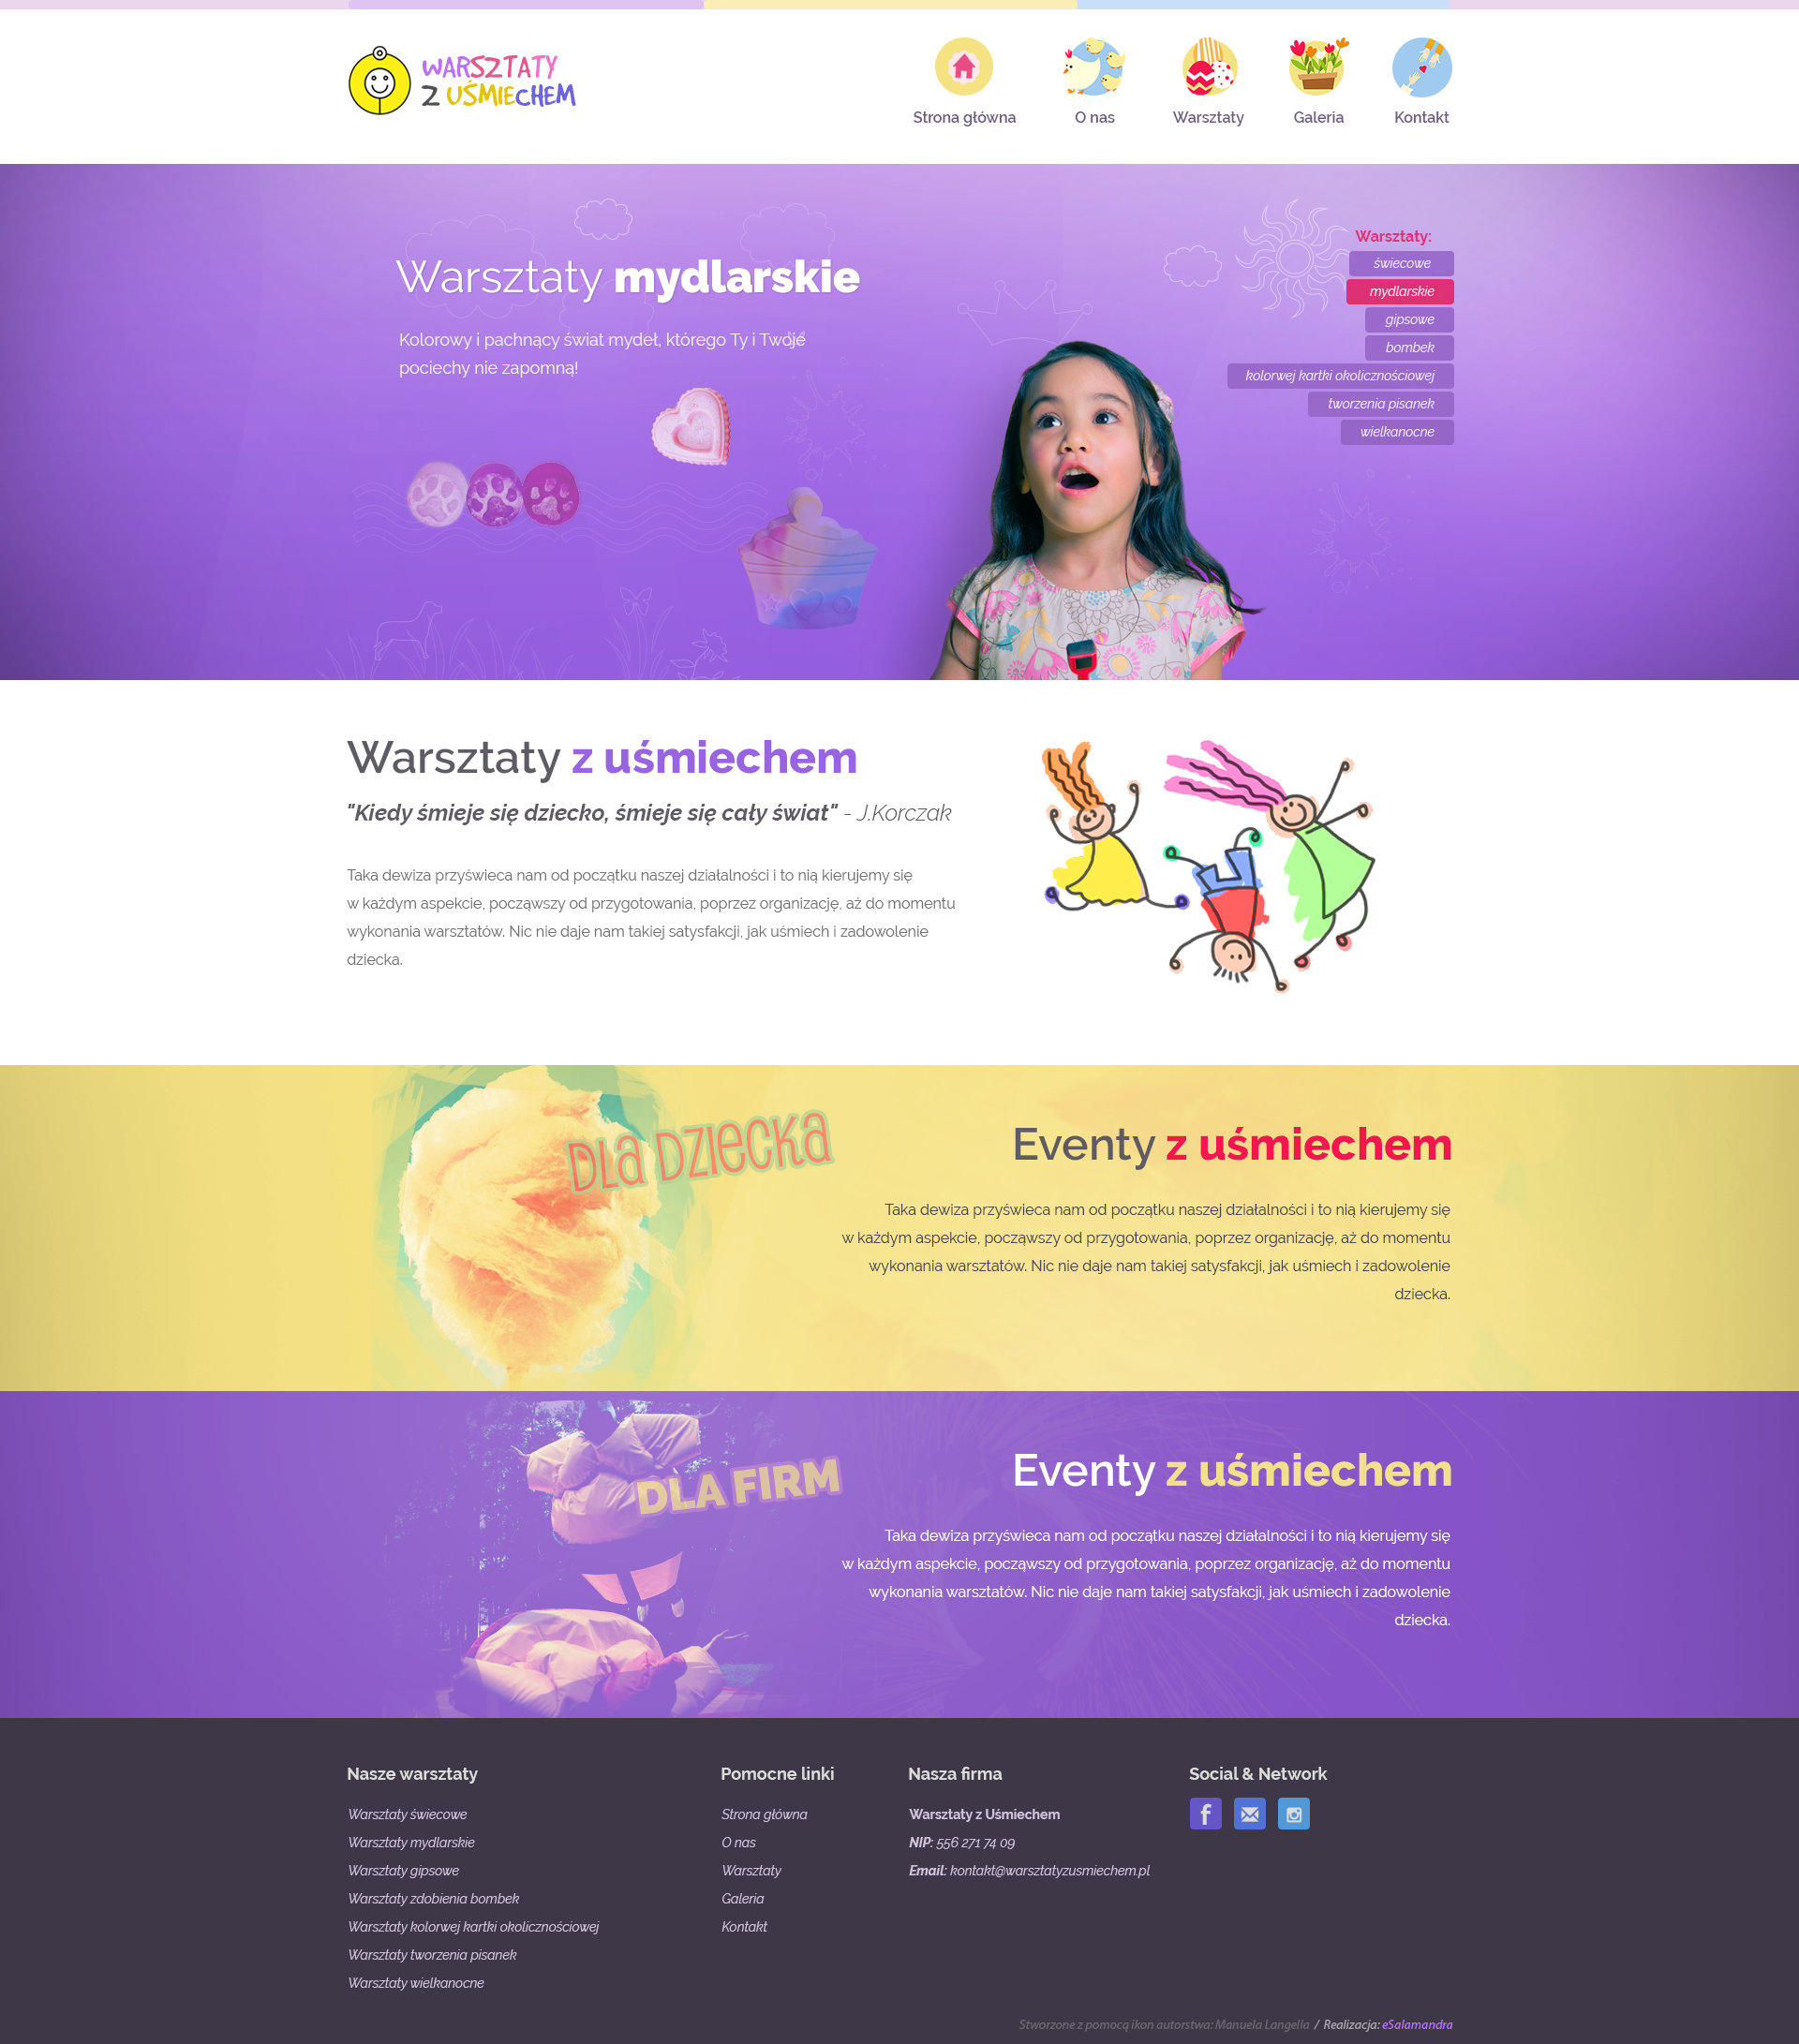 WARSZTATY
Z UŚMIECHEM
Strona główna
O nas
Warsztaty
Galeria
Kontakt
Warsztaty mydlarskie
Kolorowy i pachnący świat mydeł, którego Ty i Twoje
pociechy nie zapomną!
Warsztaty:
świecowe
mydlarskie
gipsowe
bombek
kolorwej kartki okolicznościowej
tworzenia pisanek
wielkanocne
Warsztaty z uśmiechem
"Kiedy śmieje się dziecko, śmieje się cały świat" - J.Korczak
Taka dewiza przyświeca nam od początku naszej działalności i to nią kierujemy się
w każdym aspekcie, począwszy od przygotowania, poprzez organizację, aż do momentu
wykonania warsztatów. Nic nie daje nam takiej satysfakcji, jak uśmiech i zadowolenie
dziecka.
DLA DZIECKA
Eventy z uśmiechem
Taka dewiza przyświeca nam od początku naszej działalności i to nią kierujemy się
w każdym aspekcie, począwszy od przygotowania, poprzez organizację, aż do momentu
wykonania warsztatów. Nic nie daje nam takiej satysfakcji, jak uśmiech i zadowolenie
dziecka.
DLA FIRM
Eventy z uśmiechem
Taka dewiza przyświeca nam od początku naszej działalności i to nią kierujemy się
w każdym aspekcie, począwszy od przygotowania, poprzez organizację, aż do momentu
wykonania warsztatów. Nic nie daje nam takiej satysfakcji, jak uśmiech i zadowolenie
dziecka.
Nasze warsztaty
Warsztaty świecowe
Warsztaty mydlarskie
Warsztaty gipsowe
Warsztaty zdobienia bombek
Warsztaty kolorwej kartki okolicznościowej
Warsztaty tworzenia pisanek
Warsztaty wielkanocne
Pomocne linki
Strona główna
O nas
Warsztaty
Galeria
Kontakt
Nasza firma
Warsztaty z Uśmiechem
NIP: 556 271 74 09
Email: kontakt@warsztatyzusmiechem.pl
Social & Network
Stworzone z pomocą ikon autorstwa: Manuela Langella / Realizacja: eSalamandra